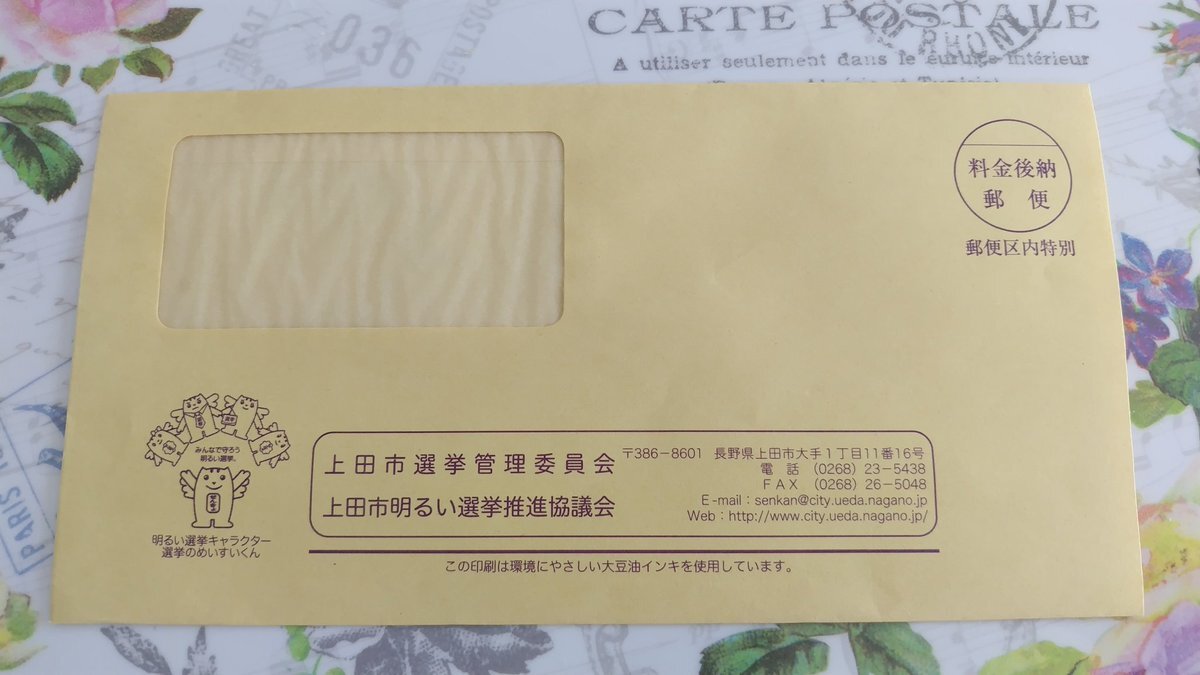 036
POSTAGE
CARTE POSTALE
A utiliser seulement dans le
intérieur
料金後納
郵 便
郵便区内特別
みんなで守ろう
明るい選挙。
明るい選挙キャラクター
選挙のめいすいくん
上田市選挙管理委員会
上田市明るい選挙推進協議会
〒386-8601 長野県上田市大手1丁目11番16号
電 話 (0268) 23-5438
FAX (0268) 26-5048
E-mail：senkan@city.ueda.nagano.jp
Web：http://www.city.ueda.nagano.jp/
この印刷は環境にやさしい大豆油インキを使用しています。
PARIS